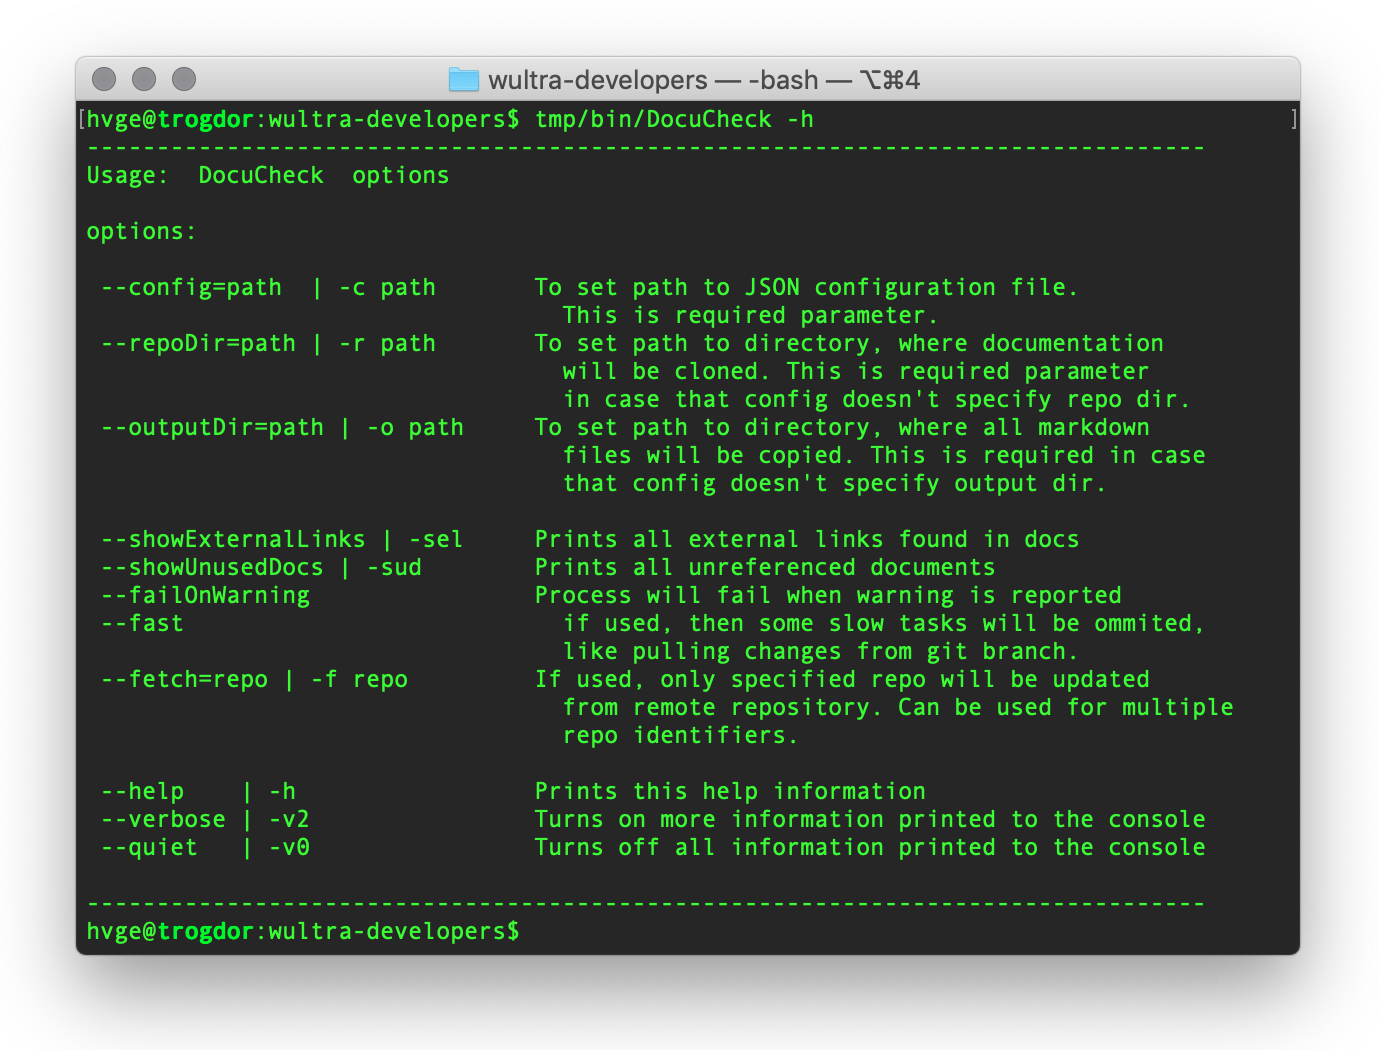 wultra-developers — -bash — ⌥⌘4
[hvge@trogdor:wultra-developers$ tmp/bin/DocuCheck -h ]
--------------------------------------------------------------------------------
Usage:  DocuCheck  options

options:

 --config=path  | -c path       To set path to JSON configuration file.
                                  This is required parameter.
 --repoDir=path | -r path       To set path to directory, where documentation
                                  will be cloned. This is required parameter
                                  in case that config doesn't specify repo dir.
 --outputDir=path | -o path     To set path to directory, where all markdown
                                  files will be copied. This is required in case
                                  that config doesn't specify output dir.

 --showExternalLinks | -sel     Prints all external links found in docs
 --showUnusedDocs | -sud        Prints all unreferenced documents
 --failOnWarning                Process will fail when warning is reported
 --fast                           if used, then some slow tasks will be ommited,
                                  like pulling changes from git branch.
 --fetch=repo | -f repo         If used, only specified repo will be updated
                                  from remote repository. Can be used for multiple
                                  repo identifiers.

 --help    | -h                 Prints this help information
 --verbose | -v2                Turns on more information printed to the console
 --quiet   | -v0                Turns off all information printed to the console

--------------------------------------------------------------------------------
hvge@trogdor:wultra-developers$